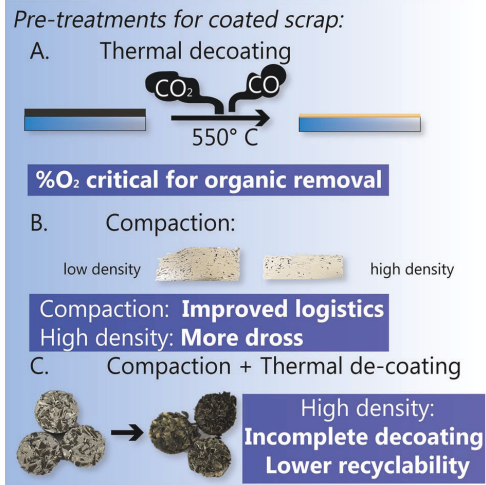 Pre-treatments for coated scrap:
A. Thermal decoating
CO₂ CO
550° C
%O₂ critical for organic removal
B. Compaction:
low density high density
Compaction: Improved logistics
High density: More dross
C. Compaction + Thermal de-coating
High density:
Incomplete decoating
Lower recyclability